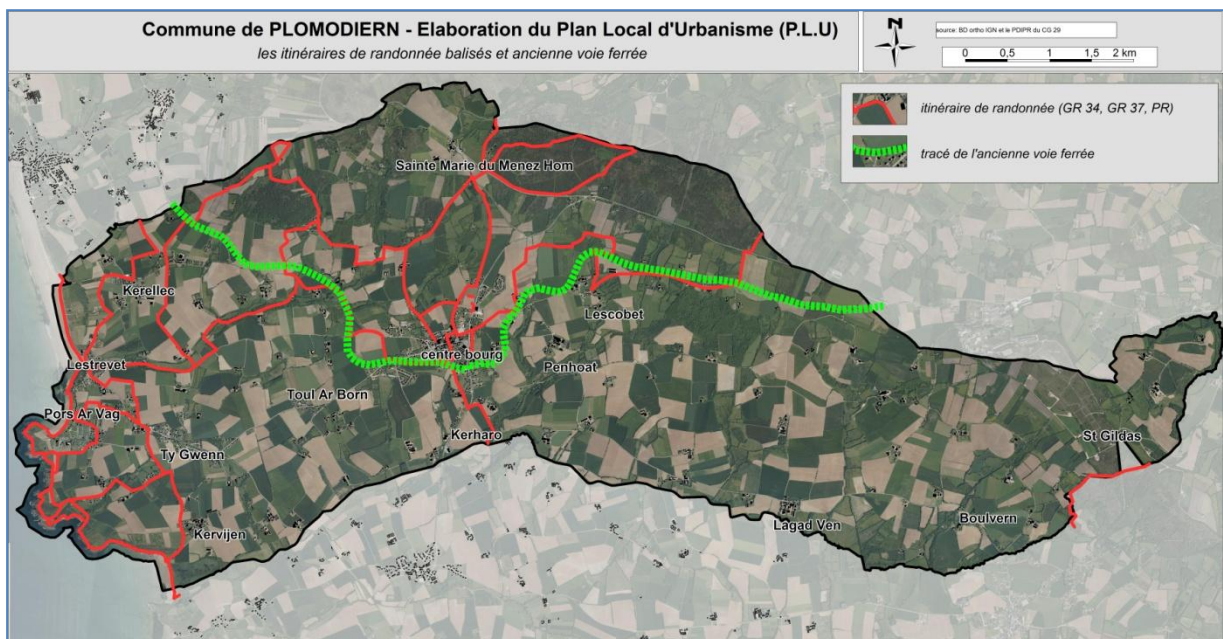 Commune de PLOMODIERN - Elaboration du Plan Local d'Urbanisme (P.L.U)
les itinéraires de randonnée balisés et ancienne voie ferrée
N
source: BD ortho IGN et le PDIPR du CG 29
0 0,5 1 1,5 2 km
itinéraire de randonnée (GR 34, GR 37, PR)
tracé de l'ancienne voie ferrée
Sainte Marie du Menez Hom
Kerellec
Lescobet
centre bourg
Lestrevet
Penhoat
Toul Ar Born
Pors Ar Vag
Kerharo
St Gildas
Ty Gwenn
Boulvern
Lagad Ven
Kervijen